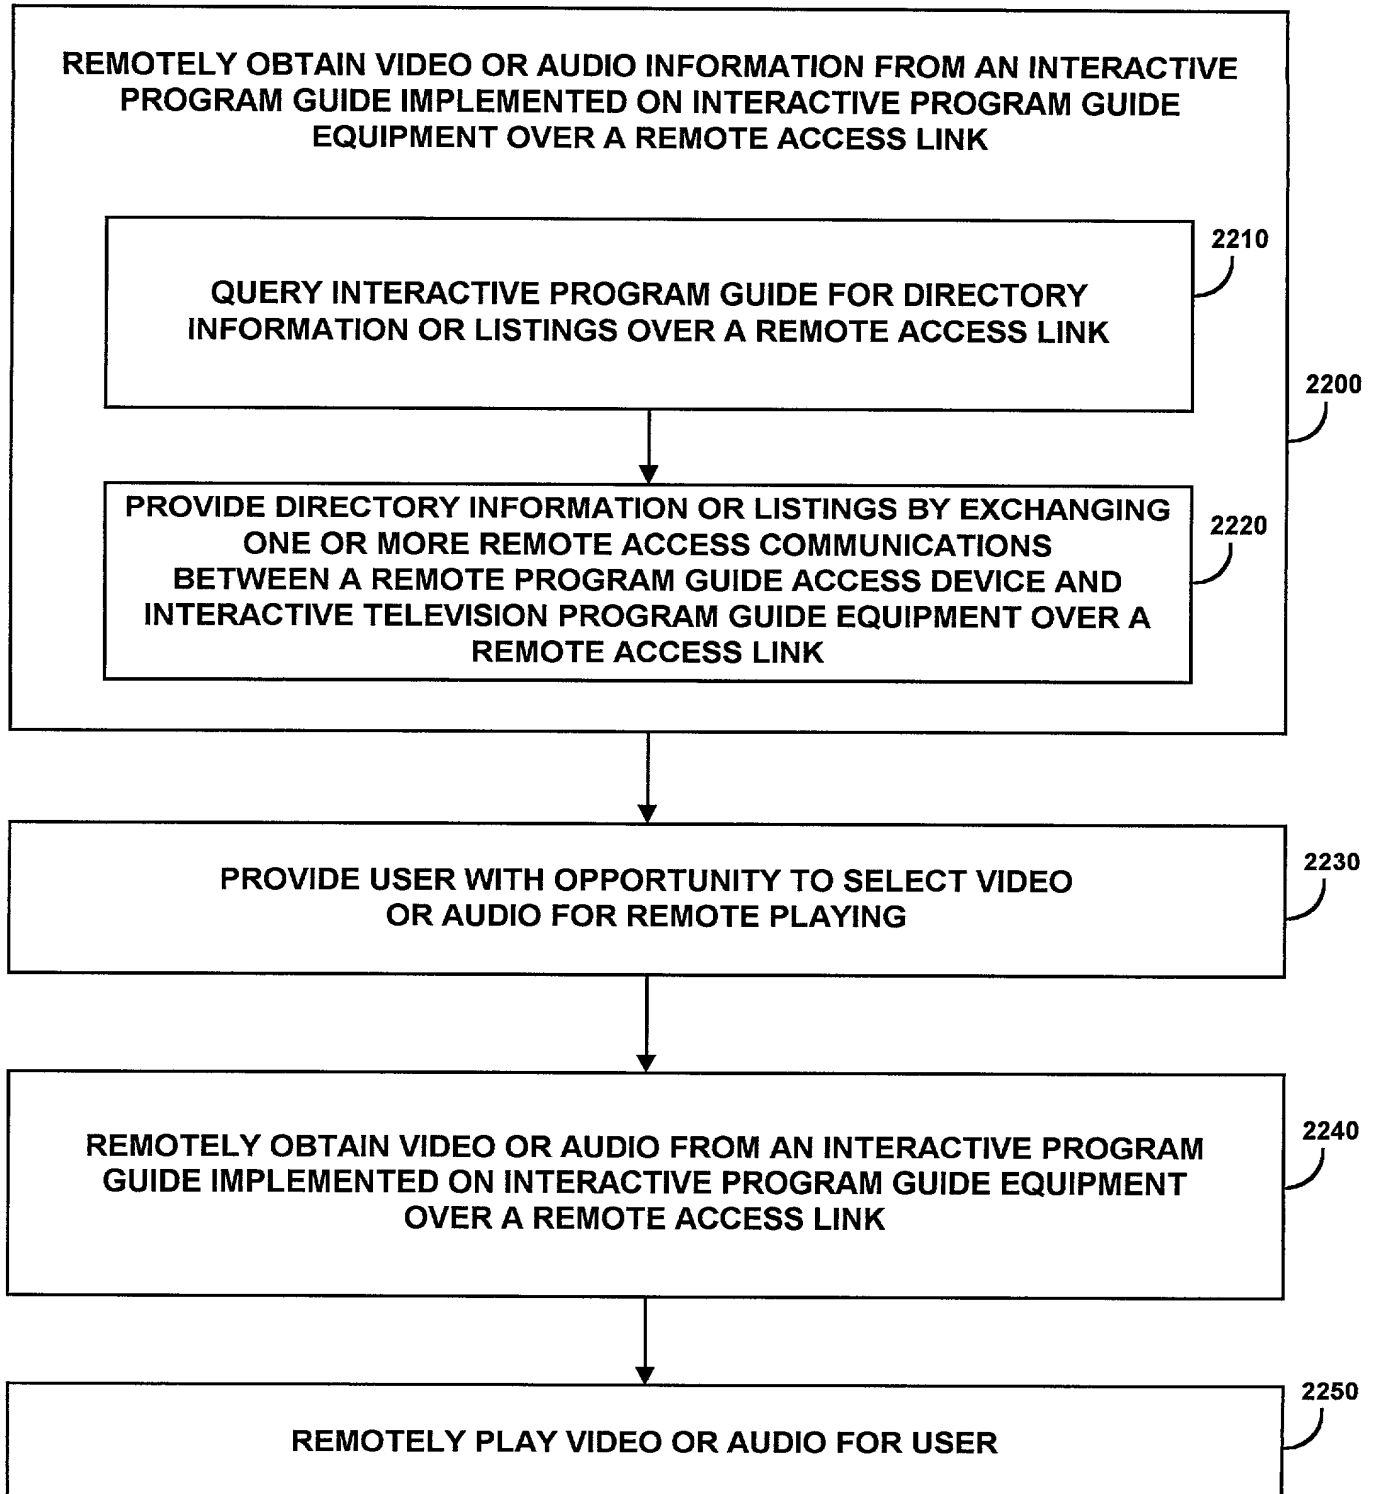 REMOTELY OBTAIN VIDEO OR AUDIO INFORMATION FROM AN INTERACTIVE
PROGRAM GUIDE IMPLEMENTED ON INTERACTIVE PROGRAM GUIDE
EQUIPMENT OVER A REMOTE ACCESS LINK
2210
QUERY INTERACTIVE PROGRAM GUIDE FOR DIRECTORY
INFORMATION OR LISTINGS OVER A REMOTE ACCESS LINK
2200
PROVIDE DIRECTORY INFORMATION OR LISTINGS BY EXCHANGING
ONE OR MORE REMOTE ACCESS COMMUNICATIONS
BETWEEN A REMOTE PROGRAM GUIDE ACCESS DEVICE AND
INTERACTIVE TELEVISION PROGRAM GUIDE EQUIPMENT OVER A
REMOTE ACCESS LINK
2220
PROVIDE USER WITH OPPORTUNITY TO SELECT VIDEO
OR AUDIO FOR REMOTE PLAYING
2230
REMOTELY OBTAIN VIDEO OR AUDIO FROM AN INTERACTIVE PROGRAM
GUIDE IMPLEMENTED ON INTERACTIVE PROGRAM GUIDE EQUIPMENT
OVER A REMOTE ACCESS LINK
2240
REMOTELY PLAY VIDEO OR AUDIO FOR USER
2250